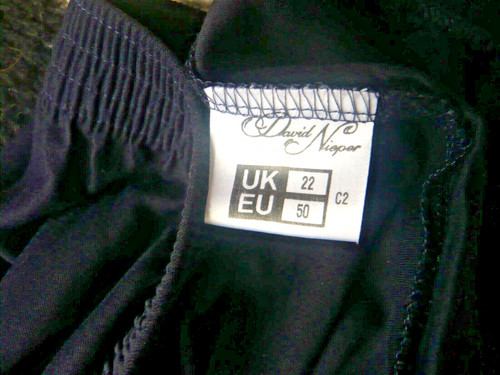 David Nieper
UK 22
EU 50
C2